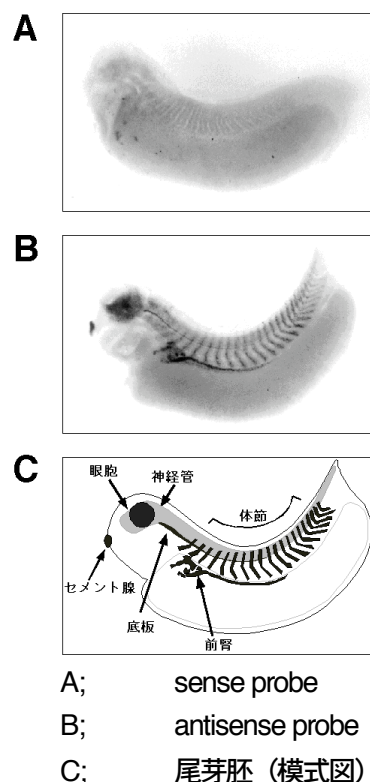 A
B
C
眼胞
神経管
体節
セメント腺
底板
前腎
A; sense probe
B; antisense probe
C; 尾芽胚（模式図）